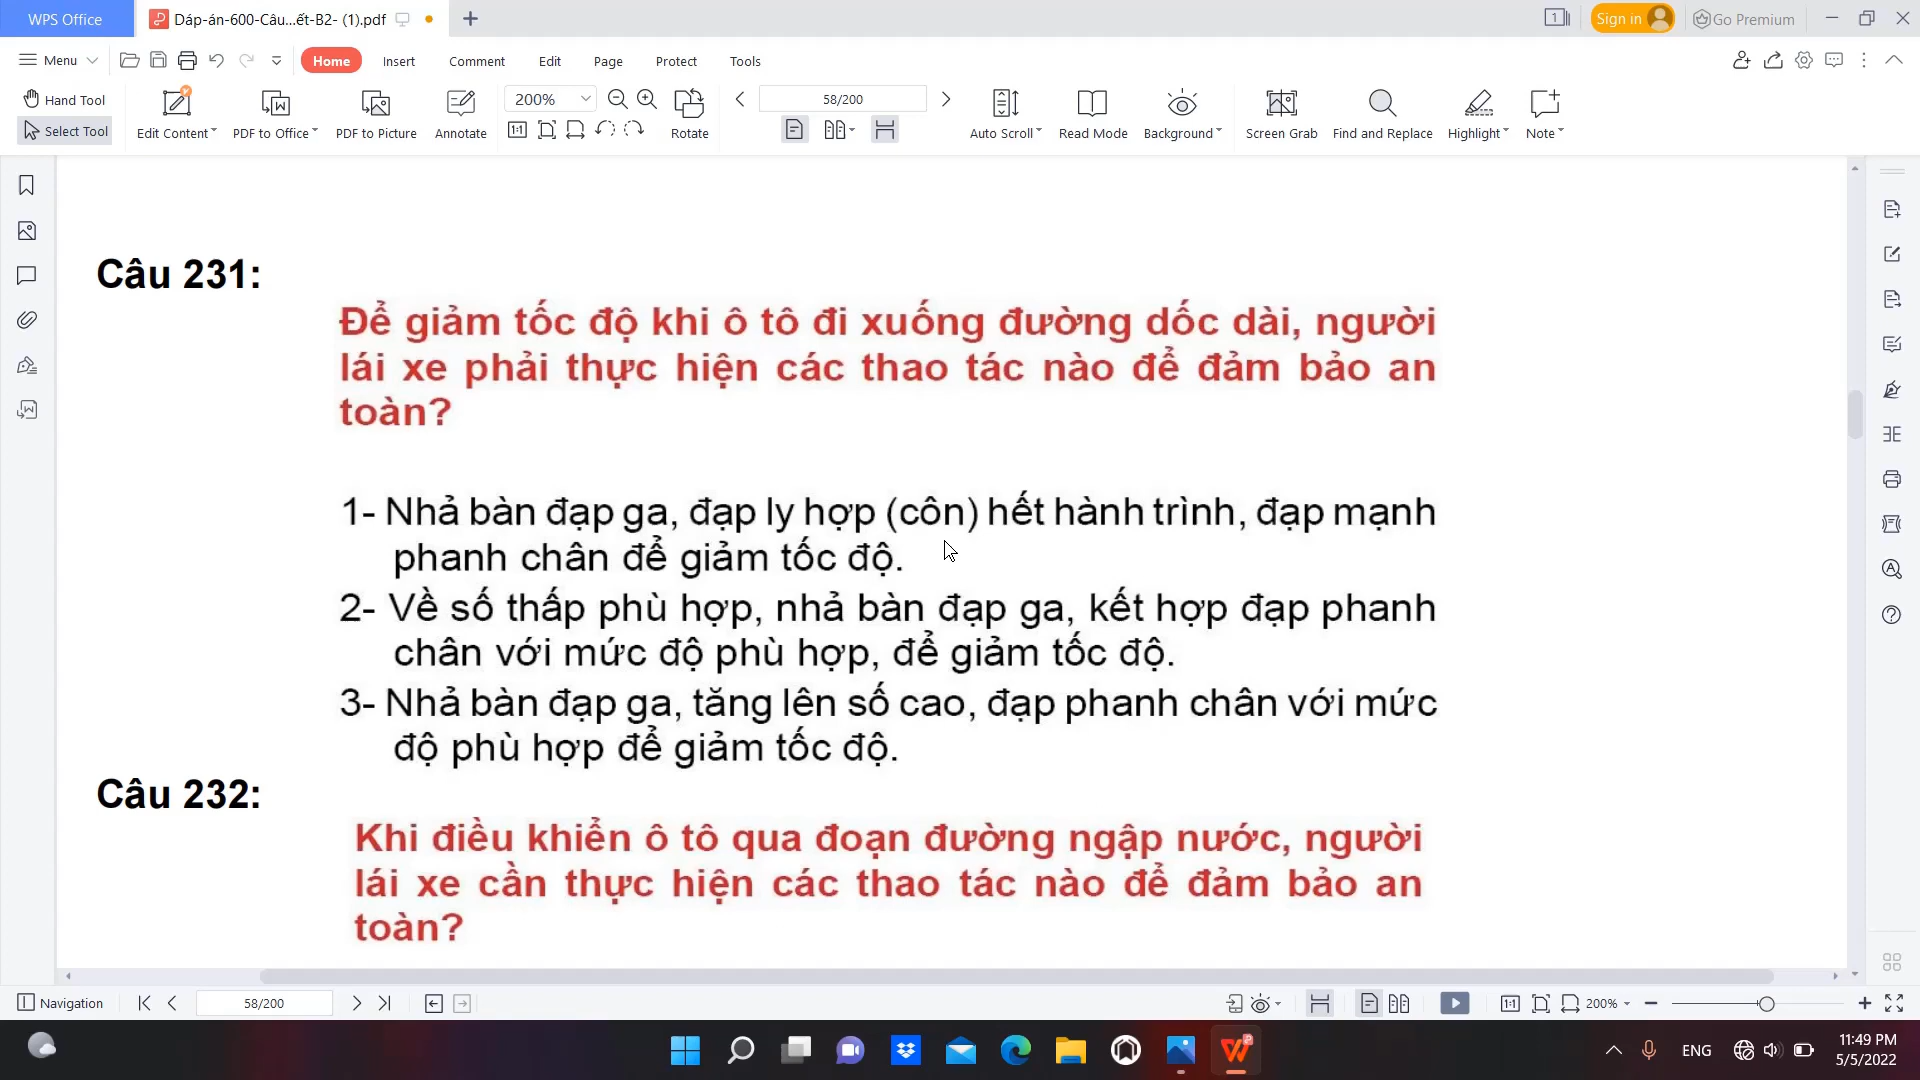 WPS Office
Dáp-án-600-Câu...ết-B2- (1).pdf
1
Sign in
Go Premium
Menu
Home
Insert
Comment
Edit
Page
Protect
Tools
Hand Tool
Select Tool
Edit Content
PDF to Office
PDF to Picture
Annotate
200%
1:1
Rotate
58/200
Auto Scroll
Read Mode
Background
Screen Grab
Find and Replace
Highlight
Note
Câu 231:
Để giảm tốc độ khi ô tô đi xuống đường dốc dài, người
lái xe phải thực hiện các thao tác nào để đảm bảo an
toàn?
1- Nhả bàn đạp ga, đạp ly hợp (côn) hết hành trình, đạp mạnh
phanh chân để giảm tốc độ.
2- Về số thấp phù hợp, nhả bàn đạp ga, kết hợp đạp phanh
chân với mức độ phù hợp, để giảm tốc độ.
3- Nhả bàn đạp ga, tăng lên số cao, đạp phanh chân với mức
độ phù hợp để giảm tốc độ.
Câu 232:
Khi điều khiển ô tô qua đoạn đường ngập nước, người
lái xe cần thực hiện các thao tác nào để đảm bảo an
toàn?
Navigation
58/200
1:1
200%
ENG
11:49 PM
5/5/2022